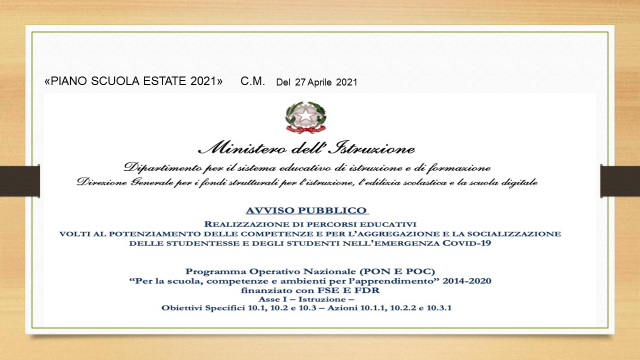 «PIANO SCUOLA ESTATE 2021» C.M. Del 27 Aprile 2021
Ministero dell'Istruzione
Dipartimento per il sistema educativo di istruzione e di formazione
Direzione Generale per i fondi strutturali per l'istruzione, l'edilizia scolastica e la scuola digitale
AVVISO PUBBLICO
REALIZZAZIONE DI PERCORSI EDUCATIVI
VOLTI AL POTENZIAMENTO DELLE COMPETENZE E PER L'AGGREGAZIONE E LA SOCIALIZZAZIONE
DELLE STUDENTESSE E DEGLI STUDENTI NELL'EMERGENZA COVID-19
Programma Operativo Nazionale (PON E POC)
"Per la scuola, competenze e ambienti per l'apprendimento" 2014-2020
finanziato con FSE E FDR
Asse I – Istruzione –
Obiettivi Specifici 10.1, 10.2 e 10.3 – Azioni 10.1.1, 10.2.2 e 10.3.1